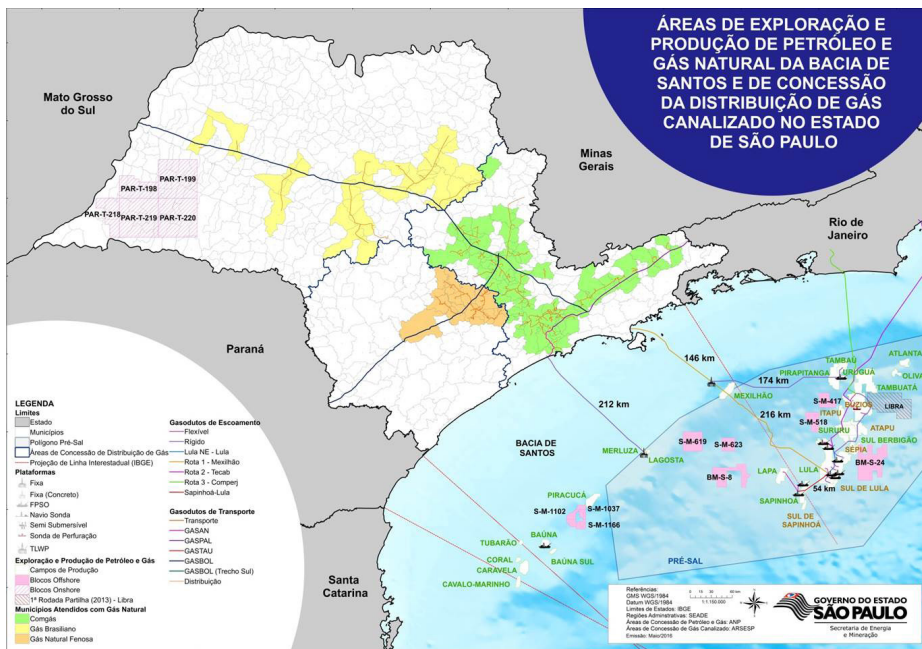 ÁREAS DE EXPLORAÇÃO E
PRODUÇÃO DE PETRÓLEO E
GÁS NATURAL DA BACIA DE
SANTOS E DE CONCESSÃO
DA DISTRIBUIÇÃO DE GÁS
CANALIZADO NO ESTADO
DE SÃO PAULO
Mato Grosso
do Sul
Minas
Gerais
Rio de
Janeiro
Paraná
Santa
Catarina
PAR-T-198
PAR-T-199
PAR-T-218
PAR-T-219
PAR-T-220
146 km
174 km
212 km
216 km
54 km
BACIA DE
SANTOS
PRÉ-SAL
TAMBAÚ
PIRAPITANGA
URUGUÁ
ATLANTA
OLIVA
TAMBUATÁ
MEXILHÃO
S-M-417
BÚZIOS
LIBRA
ITAPU
S-M-518
ATAPU
SURURU
SUL BERBIGÃO
SÉPIA
S-M-619
S-M-623
MERLUZA
LAGOSTA
BM-S-8
LAPA
LULA
BM-S-24
SUL DE LULA
SAPINHOÁ
SUL DE
SAPINHOÁ
PIRACUCÁ
S-M-1102
S-M-1037
S-M-1166
BAÚNA
TUBARÃO
BAÚNA SUL
CORAL
CARAVELA
CAVALO-MARINHO
LEGENDA
Limites
Estado
Municípios
Polígono Pré-Sal
Áreas de Concessão de Distribuição de Gás
Projeção de Linha Interestadual (IBGE)
Plataformas
Fixa
Fixa (Concreto)
FPSO
Navio Sonda
Semi Submersível
Sonda de Perfuração
TLWP
Exploração e Produção de Petróleo e Gás
Campos de Produção
Blocos Offshore
Blocos Onshore
1ª Rodada Partilha (2013) - Libra
Municípios Atendidos com Gás Natural
Comgás
Gás Brasiliano
Gás Natural Fenosa
Gasodutos de Escoamento
Flexível
Rígido
Lula NE - Lula
Rota 1 - Mexilhão
Rota 2 - Tecab
Rota 3 - Comperj
Sapinhoá-Lula
Gasodutos de Transporte
Transporte
GASAN
GASPAL
GASTAU
GASBOL
GASBOL (Trecho Sul)
Distribuição
Referências:
GMS WGS/1984
Datum WGS/1984
Limites de Estados: IBGE
Regiões Administrativas: SEADE
Áreas de Concessão de Petróleo e Gás: ANP
Áreas de Concessão de Gás Canalizado: ARSESP
Emissão: Maio/2016
1:1.150.000
GOVERNO DO ESTADO
SÃO PAULO
Secretaria de Energia
e Mineração